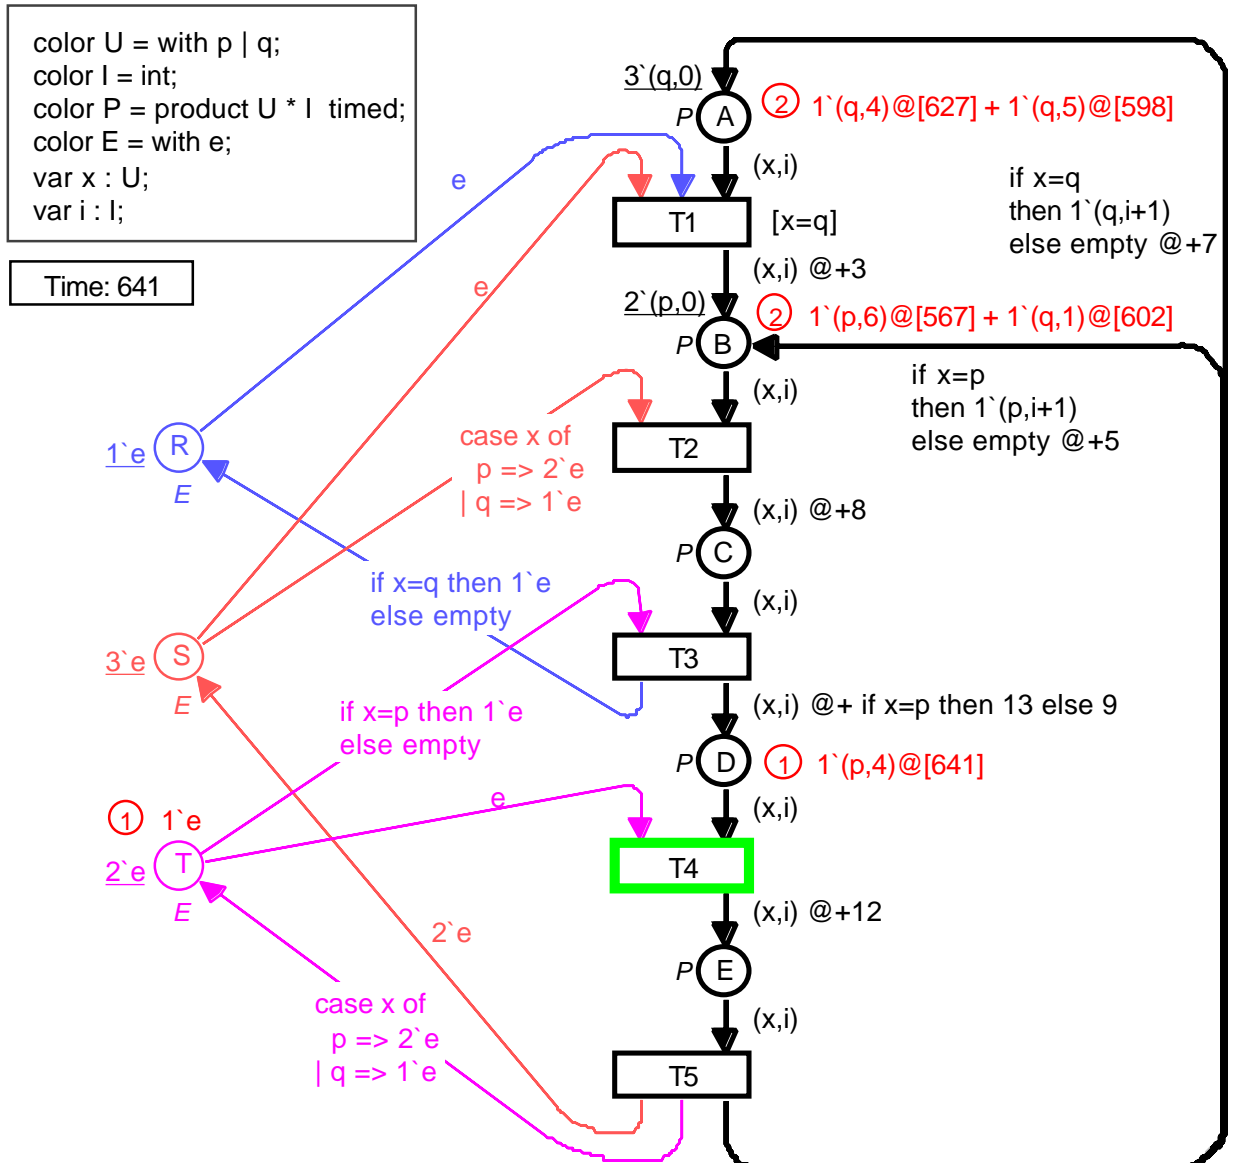 color U = with p | q;
color I = int;
color P = product U * I  timed;
color E = with e;
var x : U;
var i : I;
Time: 641
3`(q,0)
P
A
2
1`(q,4)@[627] + 1`(q,5)@[598]
(x,i)
e
T1
[x=q]
if x=q
then 1`(q,i+1)
else empty @+7
(x,i) @+3
e
2`(p,0)
P
B
2
1`(p,6)@[567] + 1`(q,1)@[602]
(x,i)
if x=p
then 1`(p,i+1)
else empty @+5
1`e
R
E
case x of
p => 2`e
| q => 1`e
T2
(x,i) @+8
P
C
if x=q then 1`e
else empty
(x,i)
3`e
S
E
T3
if x=p then 1`e
else empty
(x,i) @+ if x=p then 13 else 9
P
D
1
1`(p,4)@[641]
(x,i)
e
1
1`e
2`e
T
E
T4
(x,i) @+12
2`e
P
E
(x,i)
case x of
p => 2`e
| q => 1`e
T5